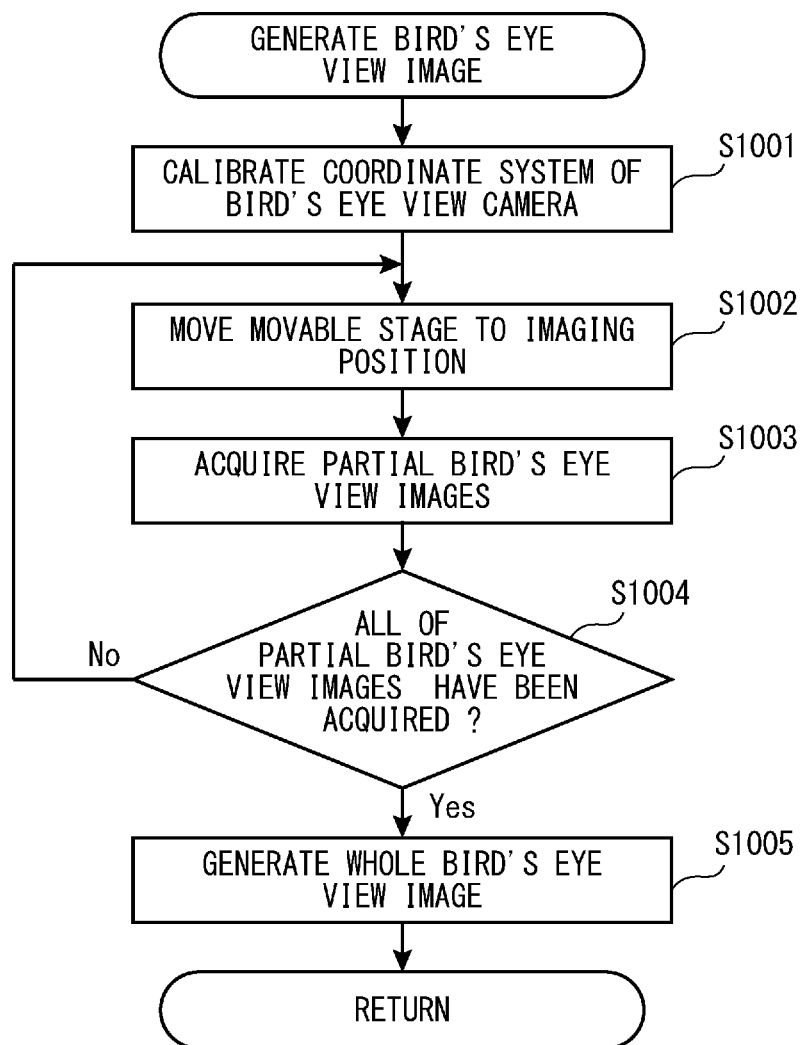 GENERATE BIRD'S EYE
VIEW IMAGE
S1001
CALIBRATE COORDINATE SYSTEM OF
BIRD'S EYE VIEW CAMERA
S1002
MOVE MOVABLE STAGE TO IMAGING
POSITION
S1003
ACQUIRE PARTIAL BIRD'S EYE
VIEW IMAGES
S1004
ALL OF
PARTIAL BIRD'S EYE
VIEW IMAGES HAVE BEEN
ACQUIRED ?
No
Yes
S1005
GENERATE WHOLE BIRD'S EYE
VIEW IMAGE
RETURN